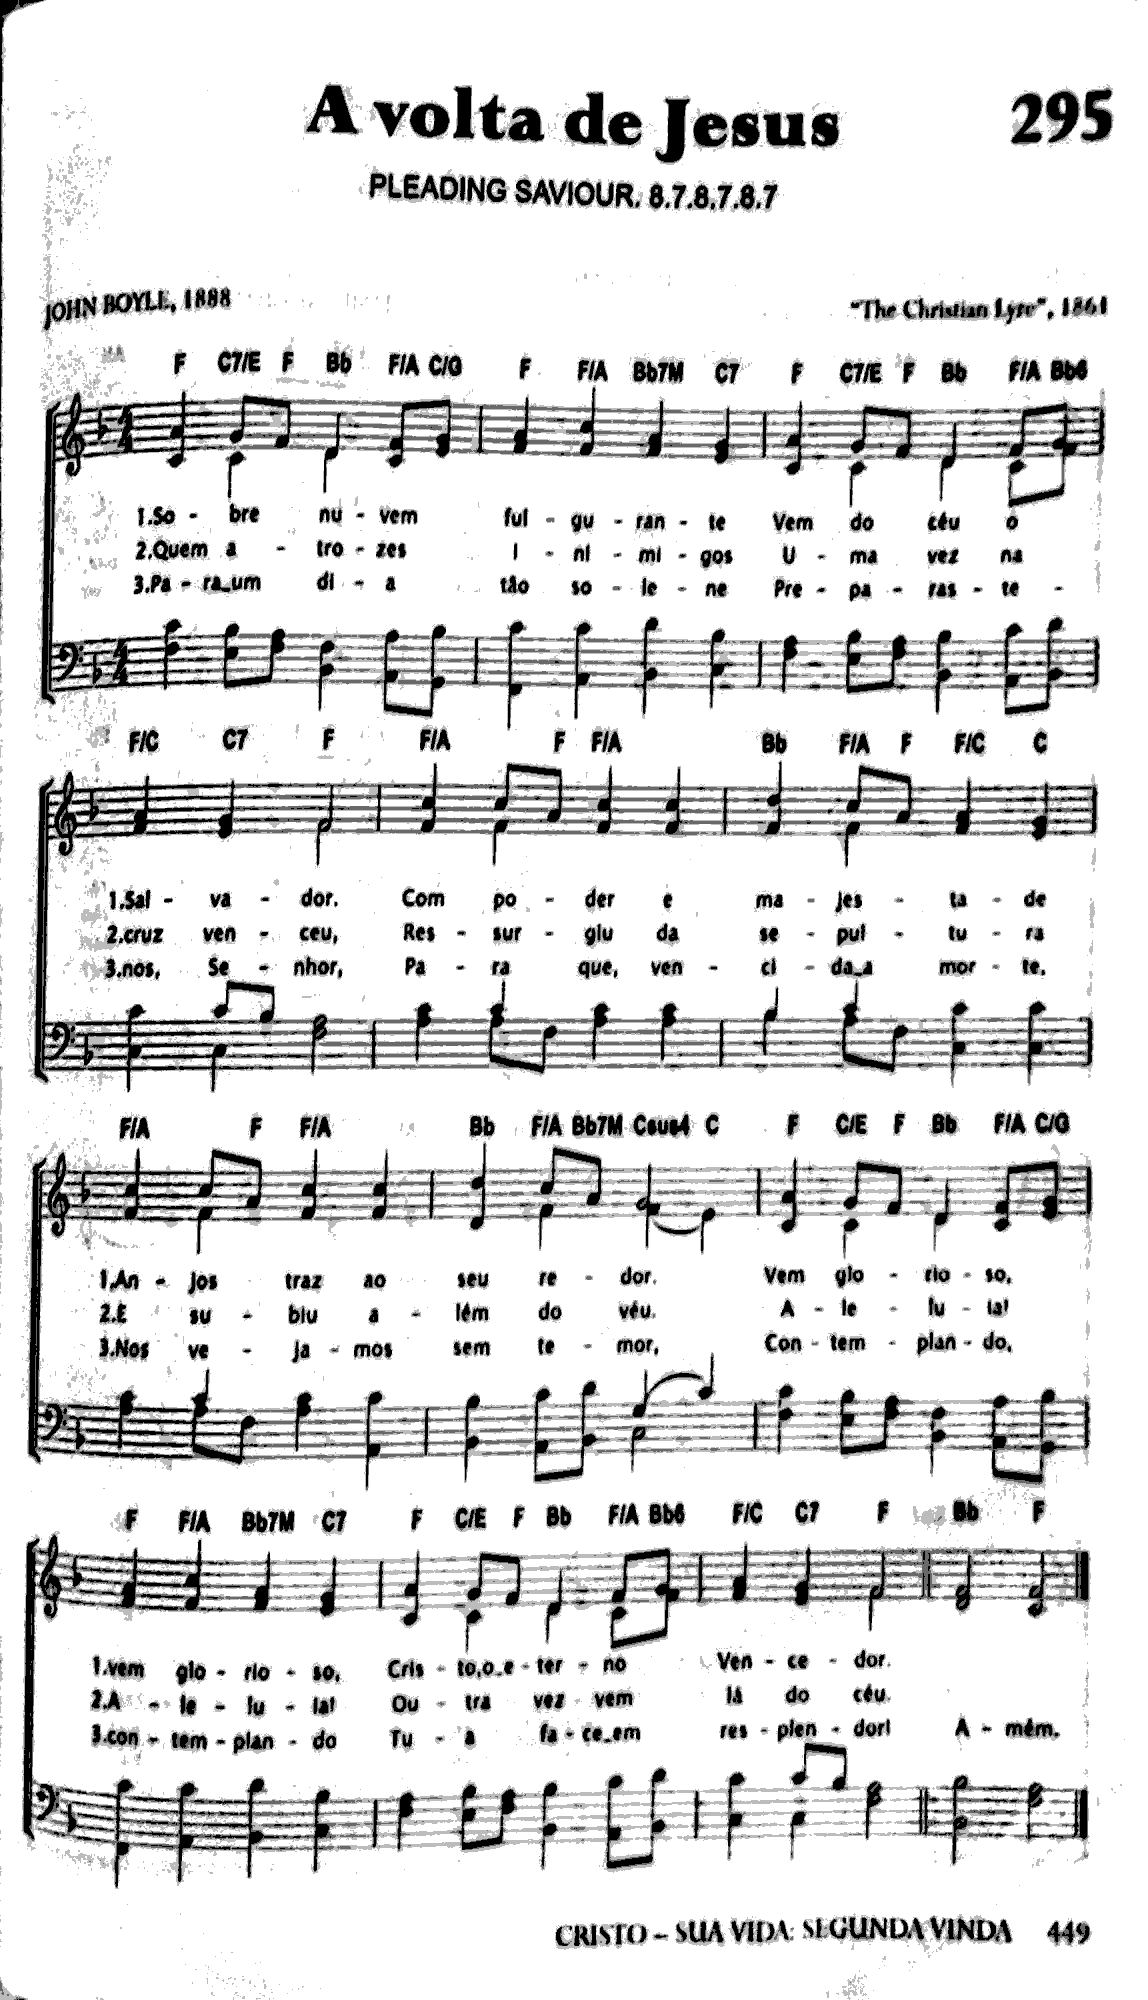 A volta de Jesus 295
PLEADING SAVIOUR. 8.7.8.7.8.7
JOHN BOYLE, 1888 "The Christian Lyre", 1861
F C7/E F Bb F/A C/G F F/A Bb7M C7 F C7/E F Bb F/A Bb6
1.So - bre nu - vem ful - gu - ran - te Vem do céu o
2.Quem a - tro - zes I - ni - mi - gos U - ma vez na
3.Pa - ra_um di - a tão so - le - ne Pre - pa - ras - te -
F/C C7 F F/A F F/A Bb F/A F F/C C
1.Sal - va - dor. Com po - der e ma - jes - ta - de
2.cruz ven - ceu, Res - sur - giu da se - pul - tu - ra
3.nos, Se - nhor, Pa - ra que, ven - ci - da_a mor - te,
F/A F F/A Bb F/A Bb7M Csus4 C F C/E F Bb F/A C/G
1.An - jos traz ao seu re - dor. Vem glo - rio - so,
2.E su - biu a - lém do véu. A - le - lu - ia!
3.Nos ve - ja - mos sem te - mor, Con - tem - plan - do,
F F/A Bb7M C7 F C/E F Bb F/A Bb6 F/C C7 F Bb F
1.vem glo - rio - so, Cris - to,o_e - ter - no Ven - ce - dor.
2.A - le - lu - ia! Ou - tra vez vem lá do céu.
3.con - tem - plan - do Tu - a fa - ce_em res - plen - dor! A - mém.
CRISTO – SUA VIDA: SEGUNDA VINDA 449